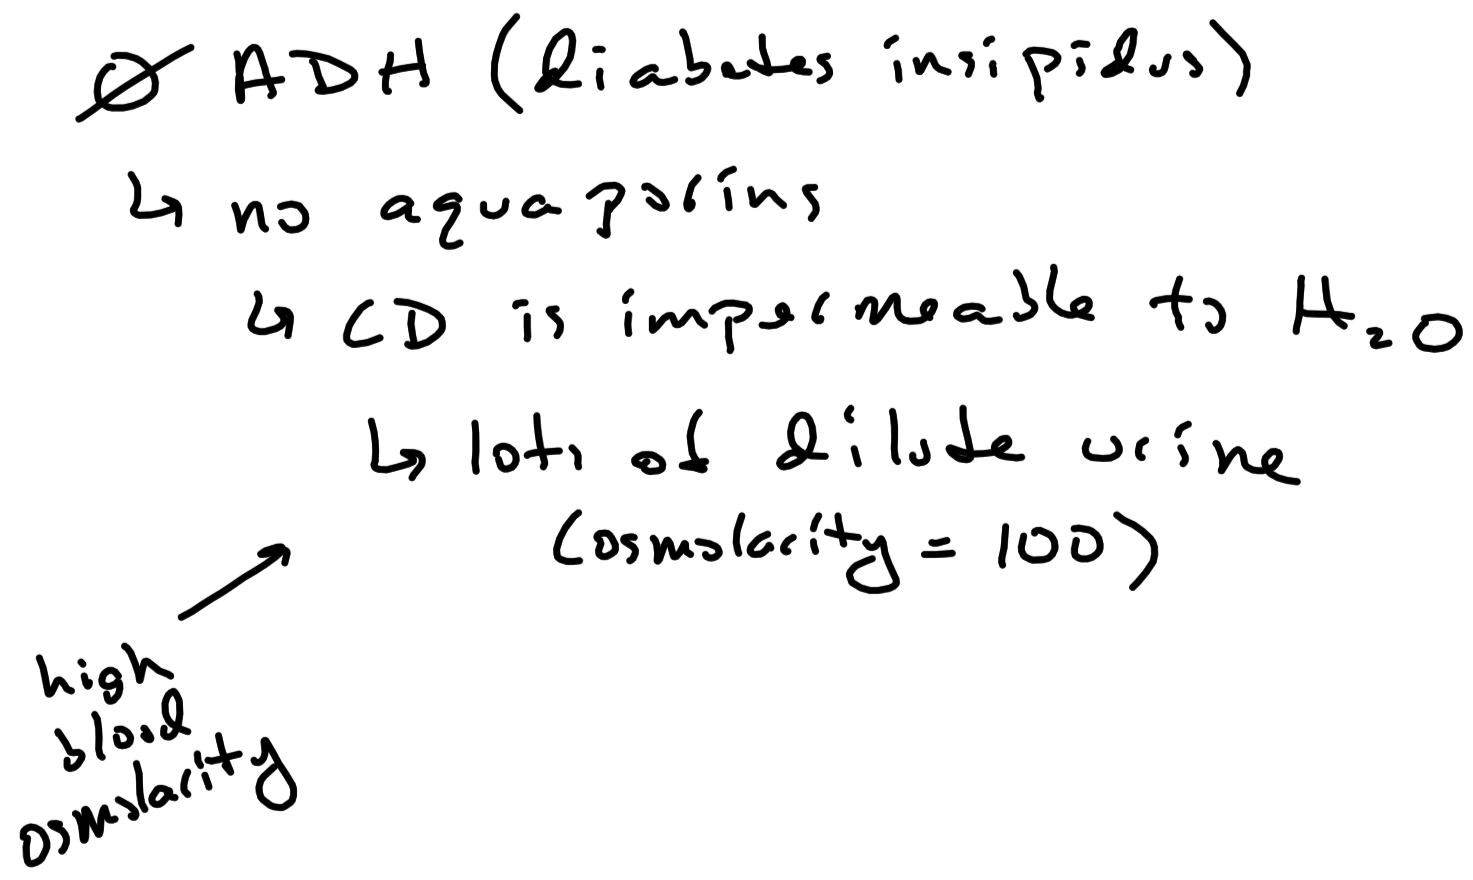 Ø ADH (diabetes insipidus)
↳ no aquaporins
↳ CD is impermeable to H₂O
↳ lots of dilute urine
(osmolarity = 100)
high
blood
osmolarity